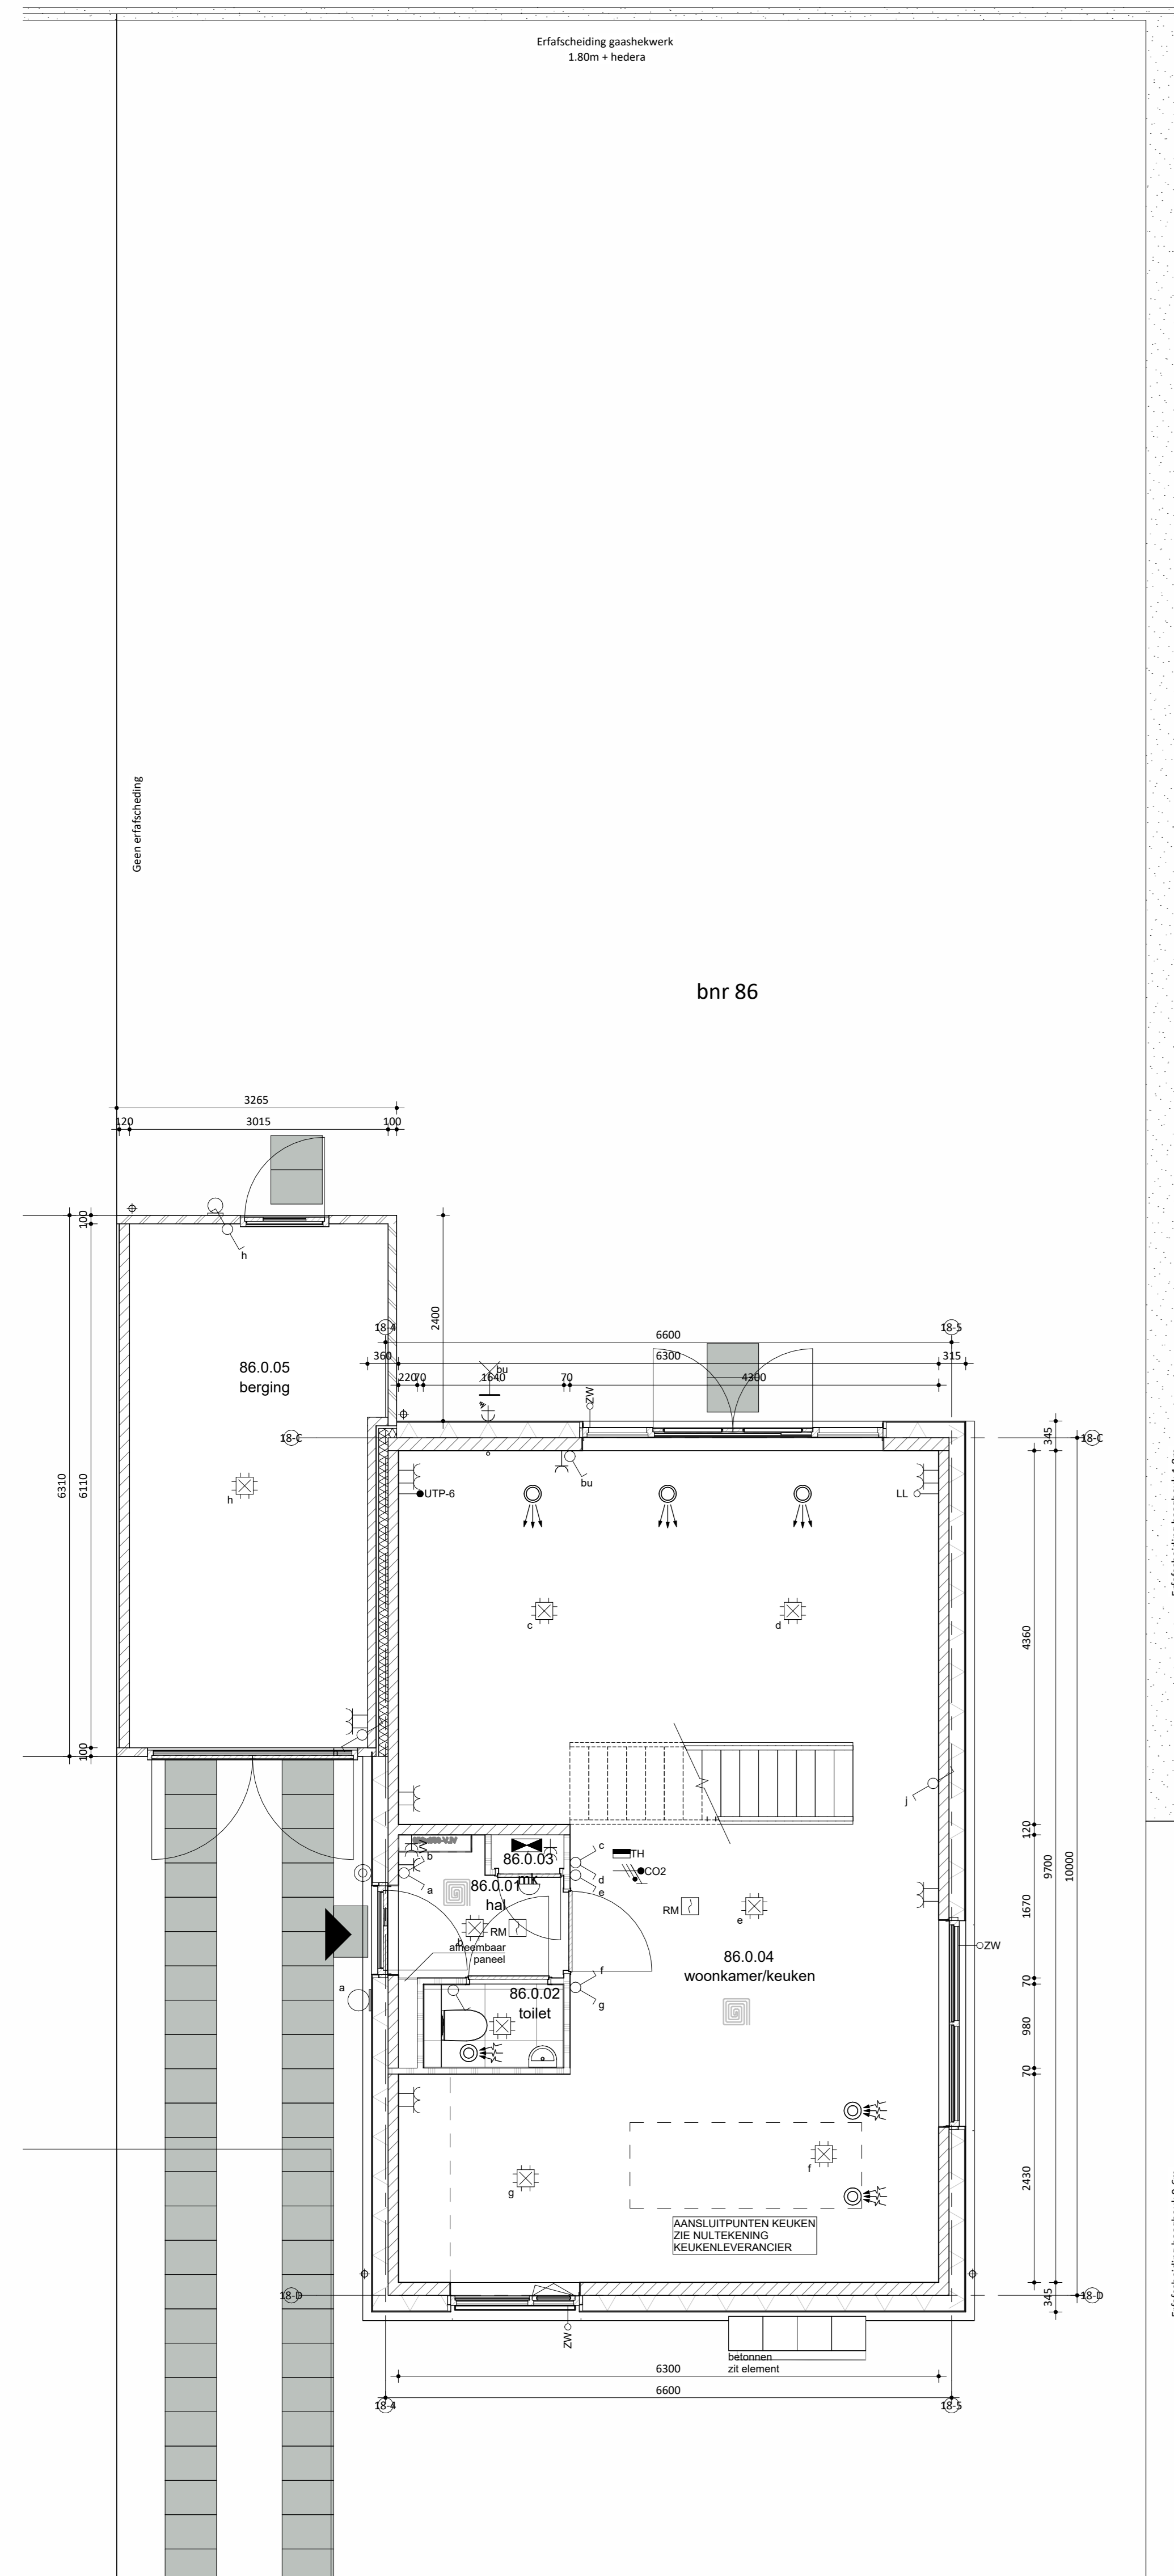 Erfafscheiding gaashekwerk
1.80m + hedera
Geen erfafscheding
bnr 86
3265
120
3015
100
100
h
2400
18-4
6600
18-5
360
6300
315
220
70
1640
70
4300
bu
ZW
86.0.05
berging
18-C
18-C
345
bu
UTP-6
LL
h
6310
6110
c
d
4360
100
j
120
9700
10000
b
a
86.0.03
mk
86.0.01
hal
c
d
e
TH
CO2
RM
RM
e
b
afneembaar
paneel
1670
86.0.04
woonkamer/keuken
ZW
f
g
86.0.02
toilet
a
70
980
70
f
g
2430
AANSLUITPUNTEN KEUKEN
ZIE NULTEKENING
KEUKENLEVERANCIER
18-D
18-D
345
ZW
betonnen
zit element
6300
6600
18-4
18-5